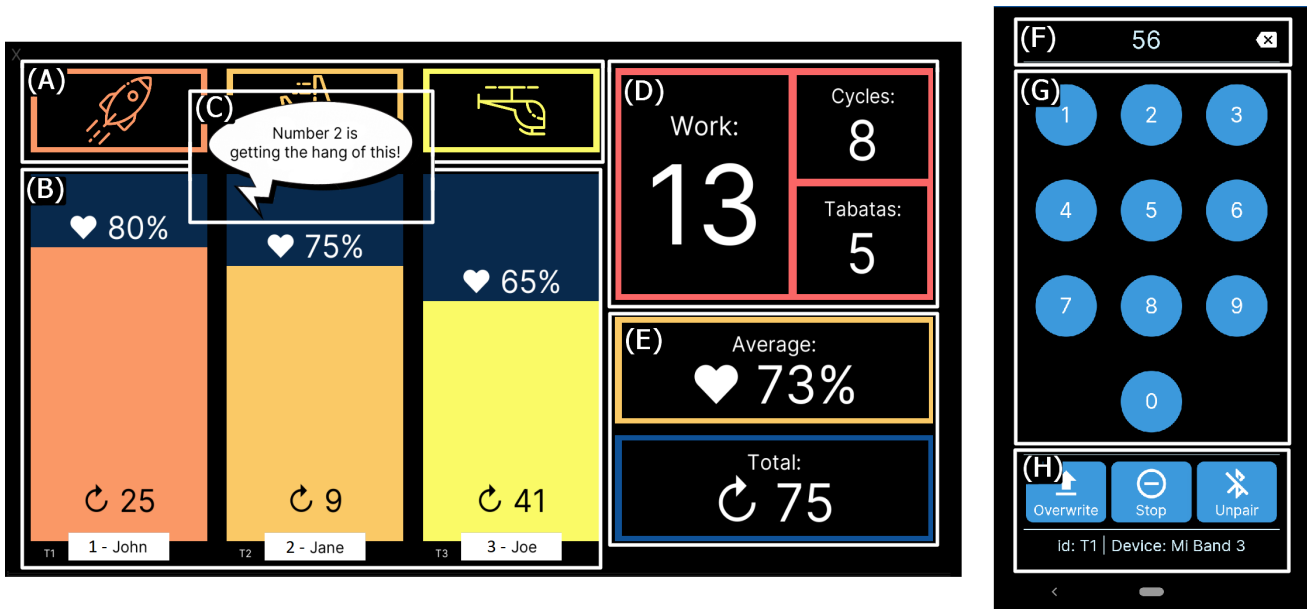 X
(A)
(C)
Number 2 is
getting the hang of this!
(B)
80%
75%
65%
25
9
41
T1
1 - John
T2
2 - Jane
T3
3 - Joe
(D)
Work:
13
Cycles:
8
Tabatas:
5
(E)
Average:
73%
Total:
75
(F)
56
(G)
1
2
3
4
5
6
7
8
9
0
(H)
Overwrite
Stop
Unpair
id: T1 | Device: Mi Band 3